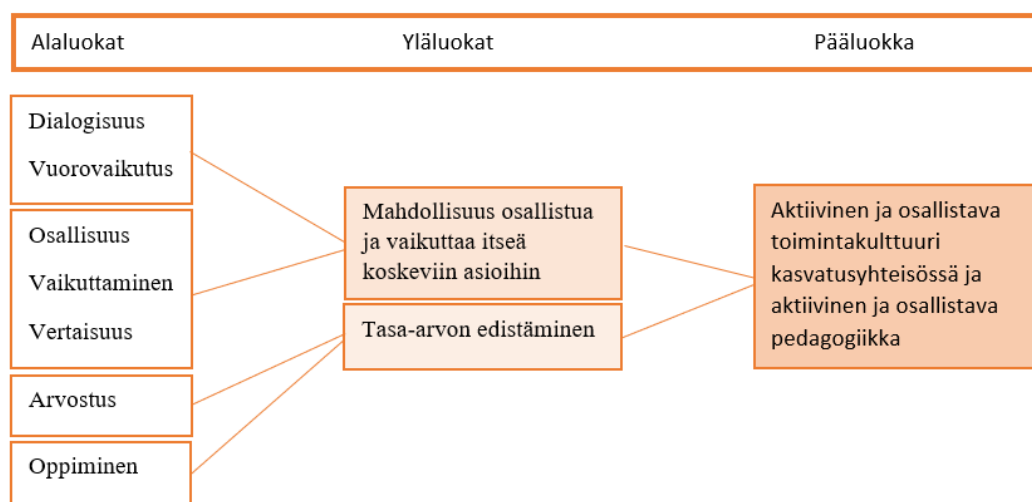 Alaluokat
Yläluokat
Pääluokka
Dialogisuus
Vuorovaikutus
Osallisuus
Vaikuttaminen
Vertaisuus
Arvostus
Oppiminen
Mahdollisuus osallistua
ja vaikuttaa itseä
koskeviin asioihin
Tasa-arvon edistäminen
Aktiivinen ja osallistava
toimintakulttuuri
kasvatusyhteisössä ja
aktiivinen ja osallistava
pedagogiikka